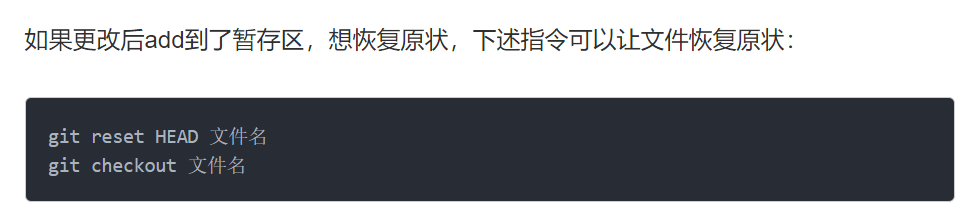 如果更改后add到了暂存区，想恢复原状，下述指令可以让文件恢复原状：
git reset HEAD 文件名
git checkout 文件名